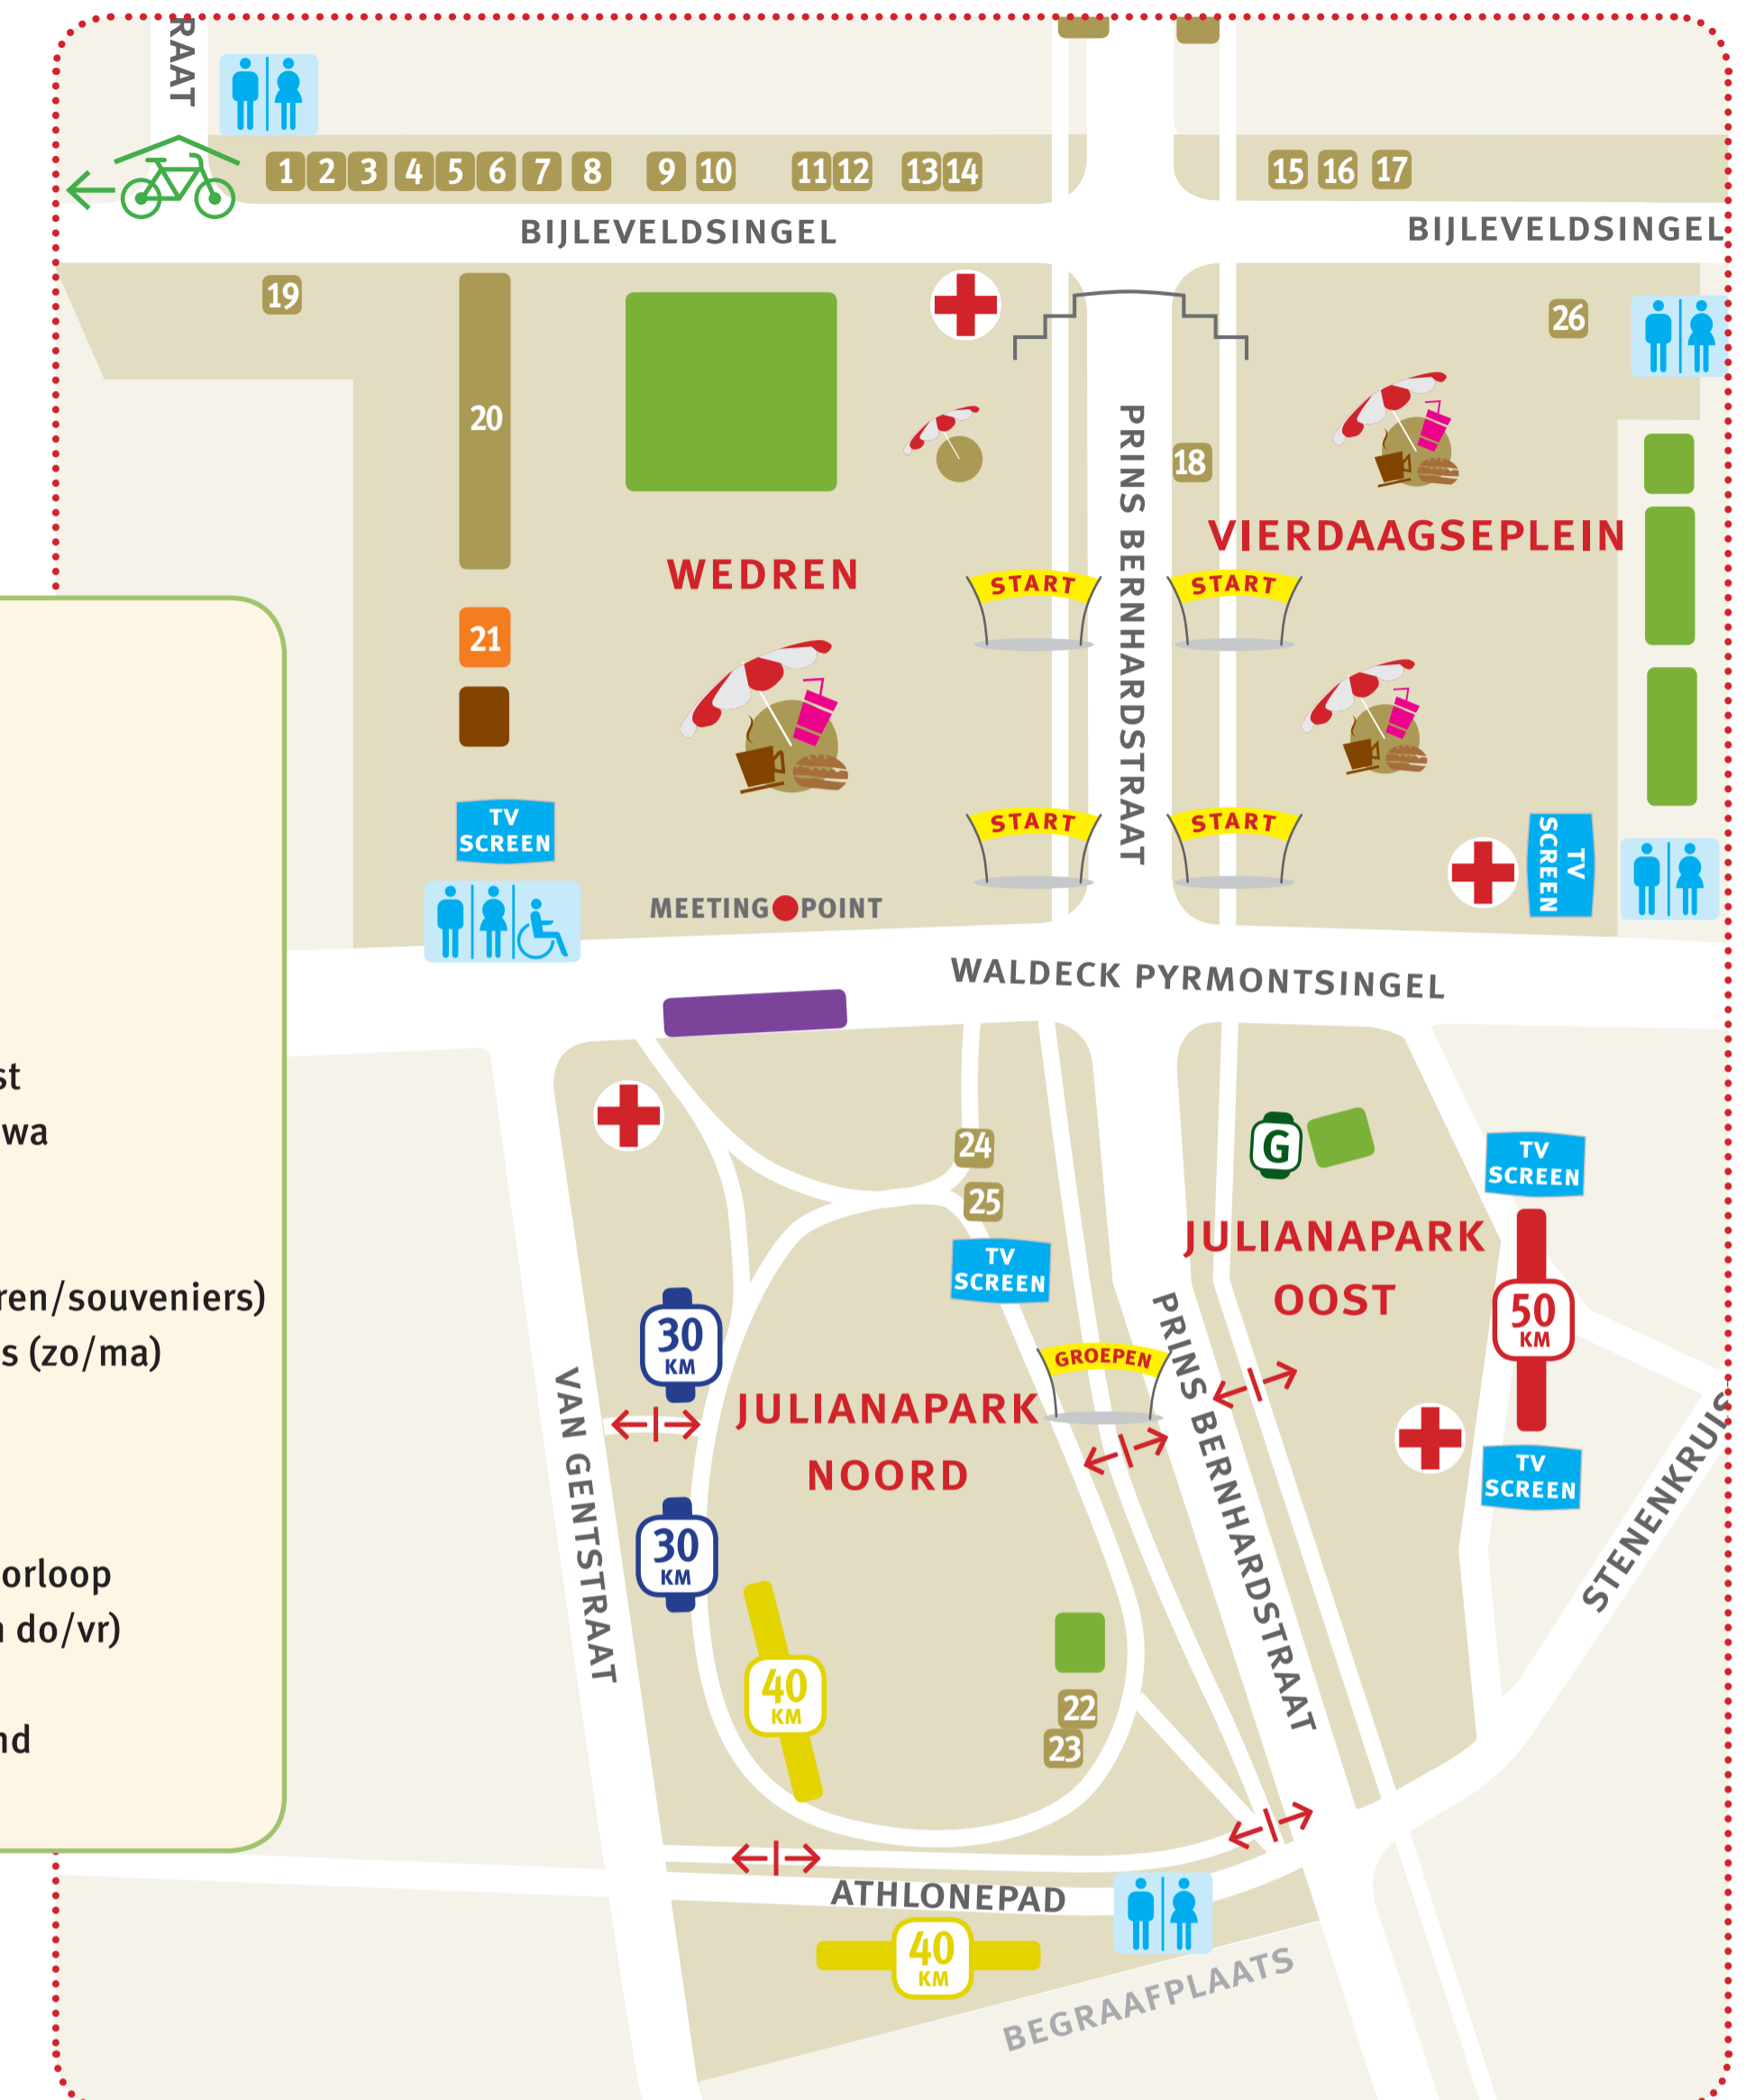 RAAT
1 2 3 4 5 6 7 8 9 10 11 12 13 14 15 16 17
BIJLEVELDSINGEL
BIJLEVELDSINGEL
19
26
20
18
PRINS BERNHARDSTRAAT
VIERDAAGSEPLEIN
WEDREN
START
START
21
TV
SCREEN
START
START
TV
SCREEN
MEETING POINT
WALDECK PYRMONTSINGEL
st
wa
ren/souveniers)
s (zo/ma)
orloop
n do/vr)
nd
24
G
TV
SCREEN
25
JULIANAPARK
OOST
TV
SCREEN
50
KM
30
KM
GROEPEN
PRINS BERNHARDSTRAAT
JULIANAPARK
NOORD
VAN GENTSTRAAT
TV
SCREEN
STENENKRUIS
30
KM
40
KM
22
23
ATHLONEPAD
40
KM
BEGRAAFPLAATS